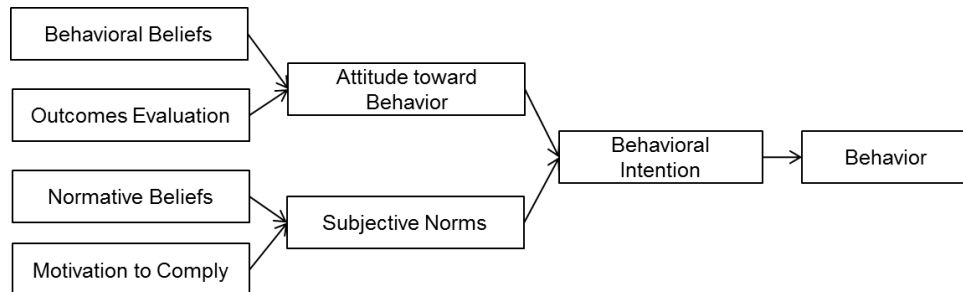 Behavioral Beliefs
Outcomes Evaluation
Normative Beliefs
Motivation to Comply
Attitude toward
Behavior
Subjective Norms
Behavioral
Intention
Behavior